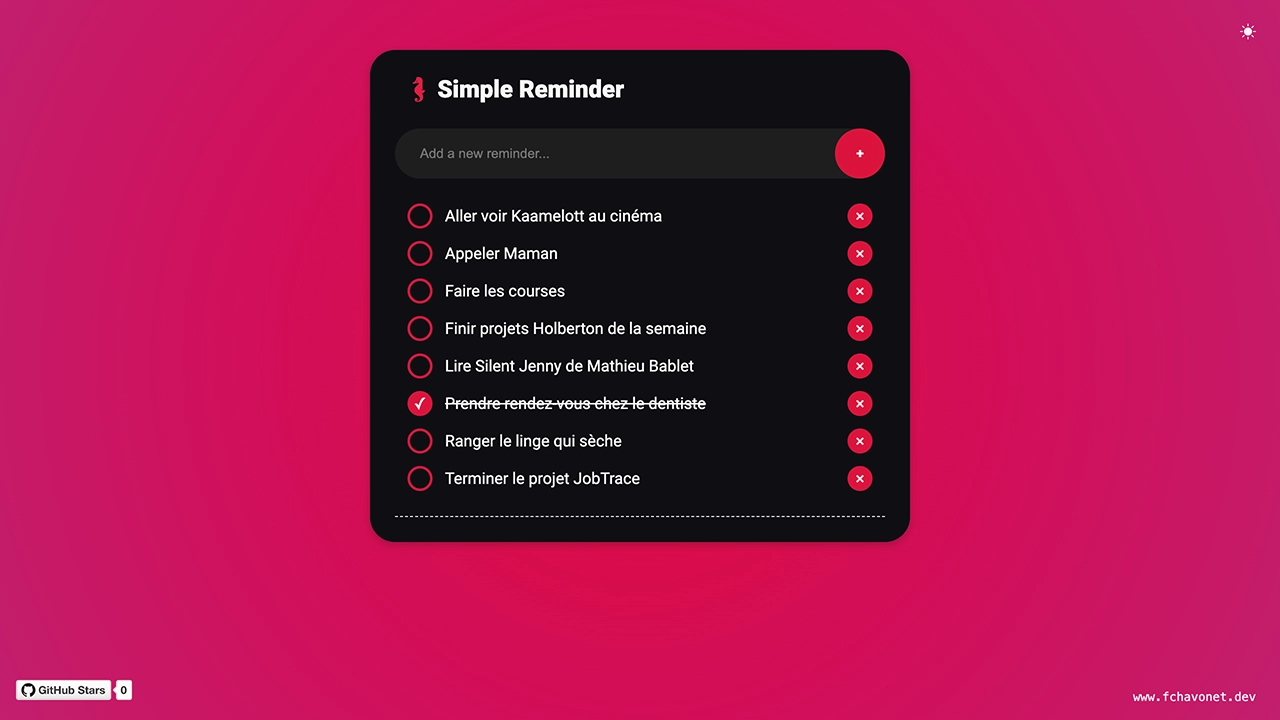 Simple Reminder
Add a new reminder...
+
Aller voir Kaamelott au cinéma
Appeler Maman
Faire les courses
Finir projets Holberton de la semaine
Lire Silent Jenny de Mathieu Bablet
Prendre rendez-vous chez le dentiste
Ranger le linge qui sèche
Terminer le projet JobTrace
GitHub Stars 0
www.fchavonet.dev